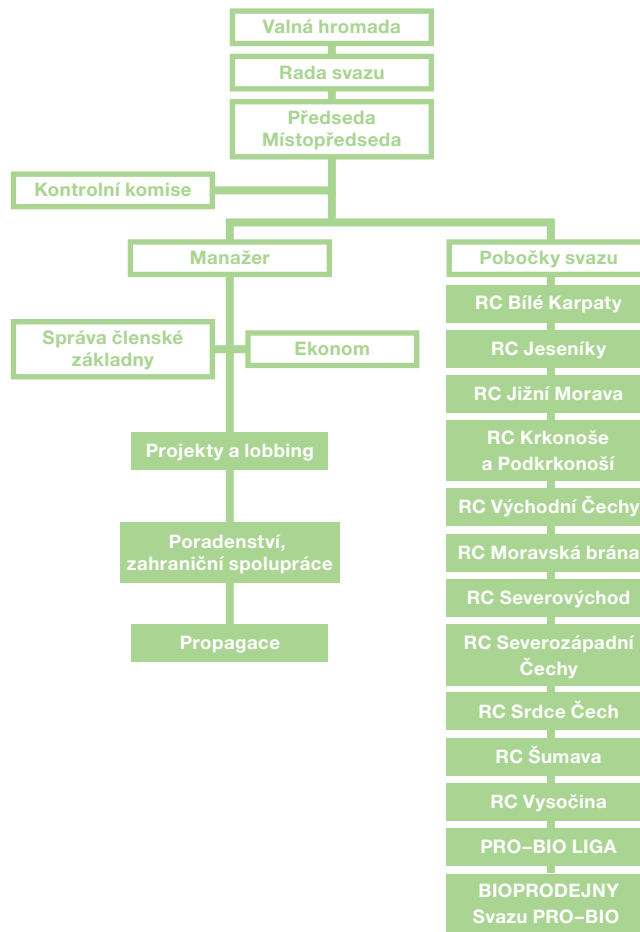 Valná hromada
Rada svazu
Předseda
Místopředseda
Kontrolní komise
Manažer
Správa členské
základny
Ekonom
Projekty a lobbing
Poradenství,
zahraniční spolupráce
Propagace
Pobočky svazu
RC Bílé Karpaty
RC Jeseníky
RC Jižní Morava
RC Krkonoše
a Podkrkonoší
RC Východní Čechy
RC Moravská brána
RC Severovýchod
RC Severozápadní
Čechy
RC Srdce Čech
RC Šumava
RC Vysočina
PRO–BIO LIGA
BIOPRODEJNY
Svazu PRO–BIO